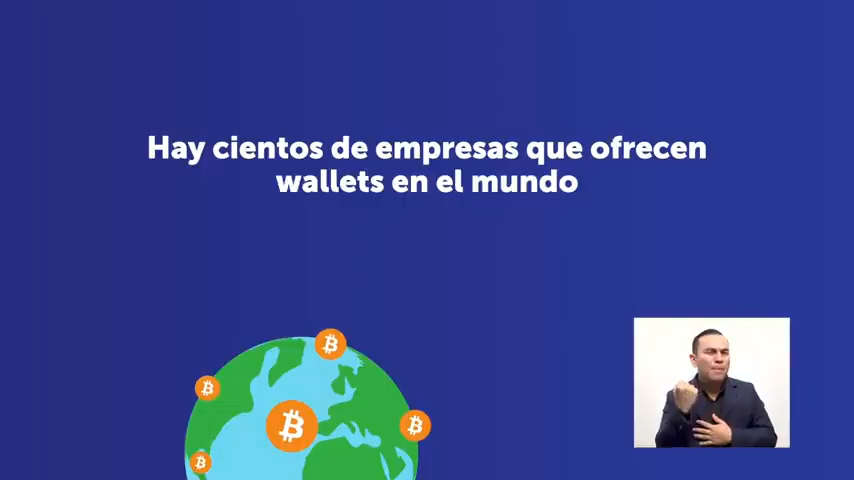 Hay cientos de empresas que ofrecen
wallets en el mundo